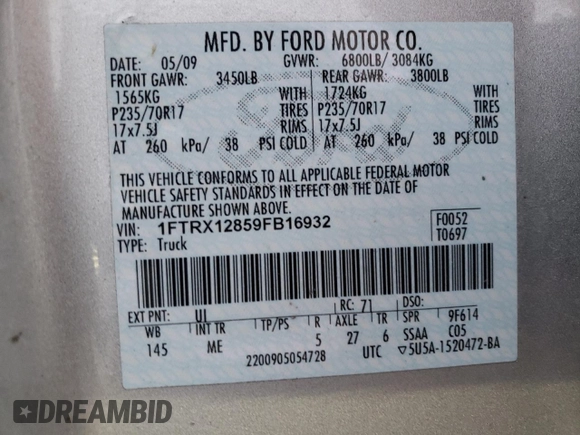 MFD. BY FORD MOTOR CO.
DATE: 05/09 GVWR: 6800LB/ 3084KG
FRONT GAWR: 3450LB REAR GAWR: 3800LB
1565KG WITH 1724KG WITH
P235/70R17 TIRES P235/70R17 TIRES
17x7.5J RIMS 17x7.5J RIMS
AT 260 kPa/ 38 PSI COLD AT 260 kPa/ 38 PSI COLD
THIS VEHICLE CONFORMS TO ALL APPLICABLE FEDERAL MOTOR
VEHICLE SAFETY STANDARDS IN EFFECT ON THE DATE OF
MANUFACTURE SHOWN ABOVE.
VIN: 1FTRX12859FB16932 F0052
TYPE: Truck T0697
EXT PNT: UI RC: 71 DSO:
WB INT TR TP/PS R AXLE TR SPR 9F614
145 ME 5 27 6 SSAA C05
2200905054728 UTC ▽5U5A-1520472-BA
DREAMBID
Ford